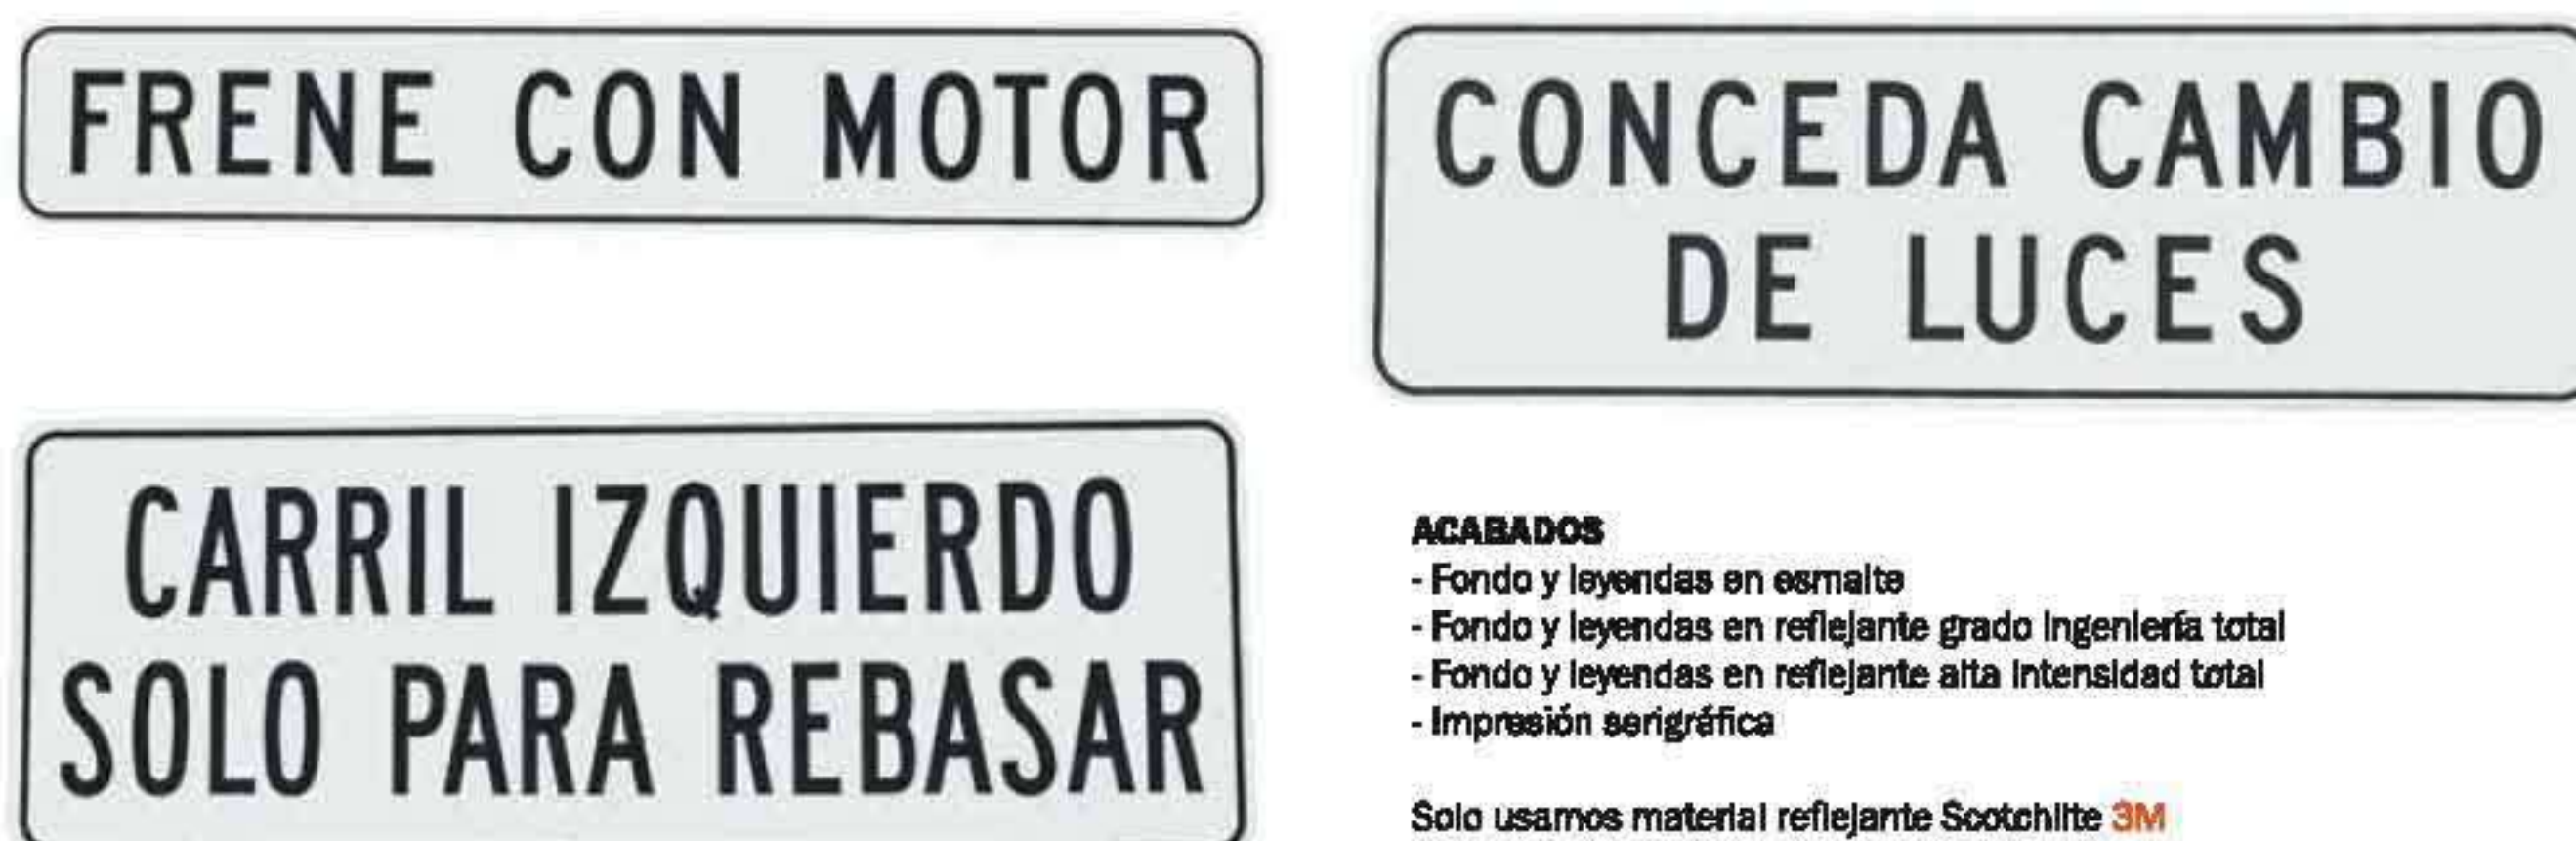 FRENE CON MOTOR
CONCEDA CAMBIO
DE LUCES
CARRIL IZQUIERDO
SOLO PARA REBASAR
ACABADOS
- Fondo y leyendas en esmalte
- Fondo y leyendas en reflejante grado Ingeniería total
- Fondo y leyendas en reflejante alta Intensidad total
- Impresión serigráfica
Solo usamos material reflejante Scotchlite 3M